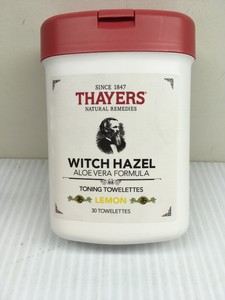 SINCE 1847
THAYERS
NATURAL REMEDIES
WITCH HAZEL
ALOE VERA FORMULA
TONING TOWELETTES
LEMON
30 TOWELETTES